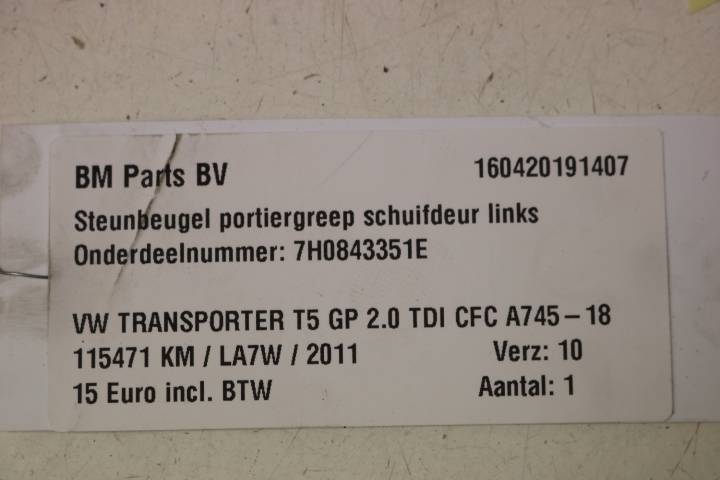 BM Parts BV 160420191407
Steunbeugel portiergreep schuifdeur links
Onderdeelnummer: 7H0843351E
VW TRANSPORTER T5 GP 2.0 TDI CFC A745-18
115471 KM / LA7W / 2011 Verz: 10
15 Euro incl. BTW Aantal: 1